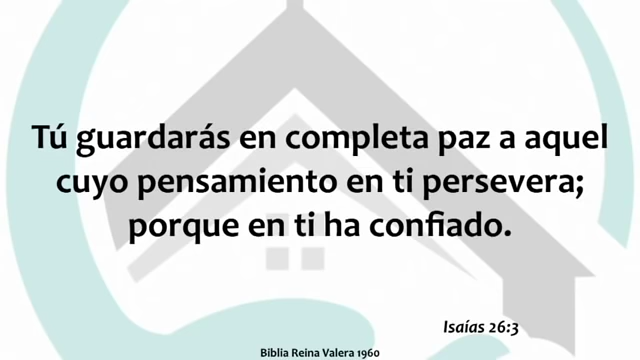 Tú guardarás en completa paz a aquel
cuyo pensamiento en ti persevera;
porque en ti ha confiado.
Isaías 26:3
Biblia Reina Valera 1960